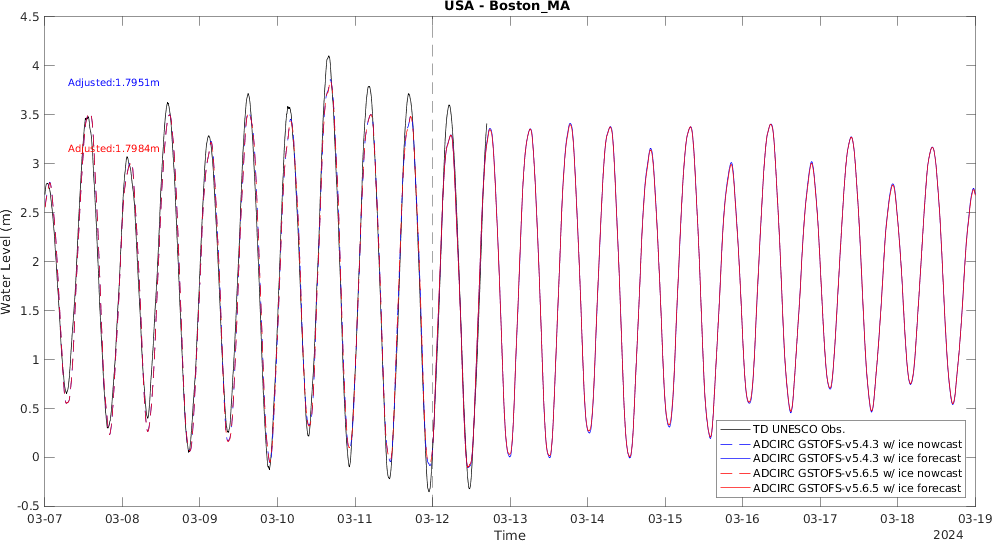 USA - Boston_MA
Water Level (m)
4.5
4
3.5
3
2.5
2
1.5
1
0.5
0
-0.5
Adjusted:1.7951m
Adjusted:1.7984m
TD UNESCO Obs.
ADCIRC GSTOFS-v5.4.3 w/ ice nowcast
ADCIRC GSTOFS-v5.4.3 w/ ice forecast
ADCIRC GSTOFS-v5.6.5 w/ ice nowcast
ADCIRC GSTOFS-v5.6.5 w/ ice forecast
03-07 03-08 03-09 03-10 03-11 03-12 03-13 03-14 03-15 03-16 03-17 03-18 03-19
Time
2024